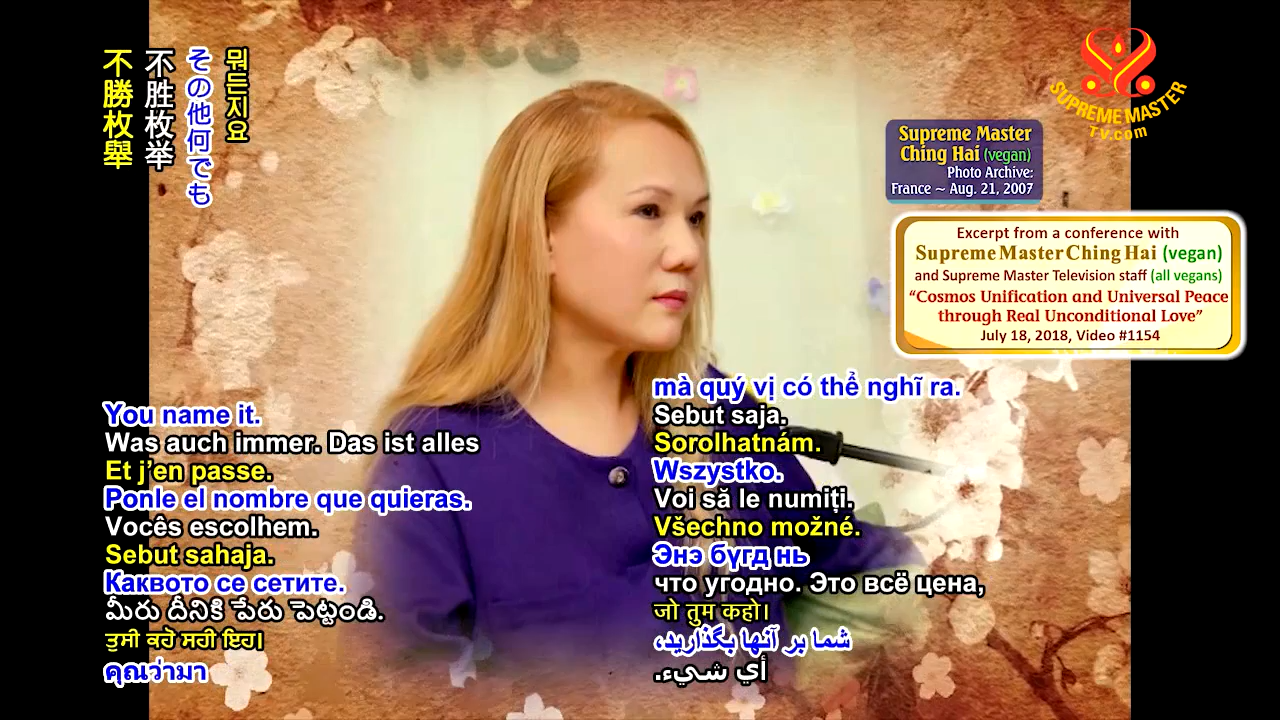 뭐든지요
その他何でも
不胜枚举
不勝枚舉
SUPREME MASTER
TV.com
Supreme Master
Ching Hai (vegan)
Photo Archive:
France ~ Aug. 21, 2007
Excerpt from a conference with
Supreme Master Ching Hai (vegan)
and Supreme Master Television staff (all vegans)
“Cosmos Unification and Universal Peace
through Real Unconditional Love”
July 18, 2018, Video #1154
You name it.
Was auch immer. Das ist alles
Et j’en passe.
Ponle el nombre que quieras.
Vocês escolhem.
Sebut sahaja.
Каквото се сетите.
మీరు దీనికి పేరు పెట్టండి.
ਤੁਸੀ ਕਹੋ ਸਹੀ ਇਹ।
คุณว่ามา
mà quý vị có thể nghĩ ra.
Sebut saja.
Sorolhatnám.
Wszystko.
Voi să le numiți.
Všechno možné.
Энэ бүгд нь
что угодно. Это всё цена,
जो तुम कहो।
شما بر آنها بگذارید،
أي شيء.